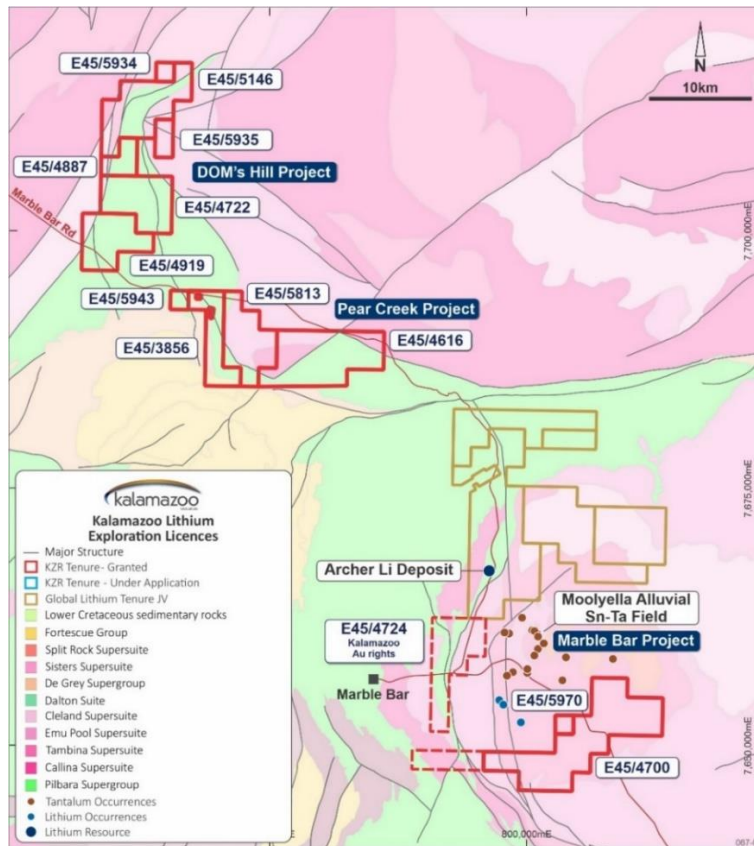 E45/5934
E45/5146
N
10km
E45/5935
E45/4887
DOM's Hill Project
Marble Bar Rd
E45/4722
7,700,000mE
E45/4919
E45/5943
E45/5813
Pear Creek Project
E45/3856
E45/4616
7,675,000mE
kalamazoo
Kalamazoo Lithium
Exploration Licences
Major Structure
KZR Tenure- Granted
KZR Tenure - Under Application
Global Lithium Tenure JV
Lower Cretaceous sedimentary rocks
Fortescue Group
Split Rock Supersuite
Sisters Supersuite
De Grey Supergroup
Dalton Suite
Cleland Supersuite
Emu Pool Supersuite
Tambina Supersuite
Callina Supersuite
Pilbara Supergroup
Tantalum Occurrences
Lithium Occurrences
Lithium Resource
Archer Li Deposit
Moolyella Alluvial
Sn-Ta Field
E45/4724
Kalamazoo
Au rights
Marble Bar Project
Marble Bar
E45/5970
7,650,000mE
E45/4700
800,000mE